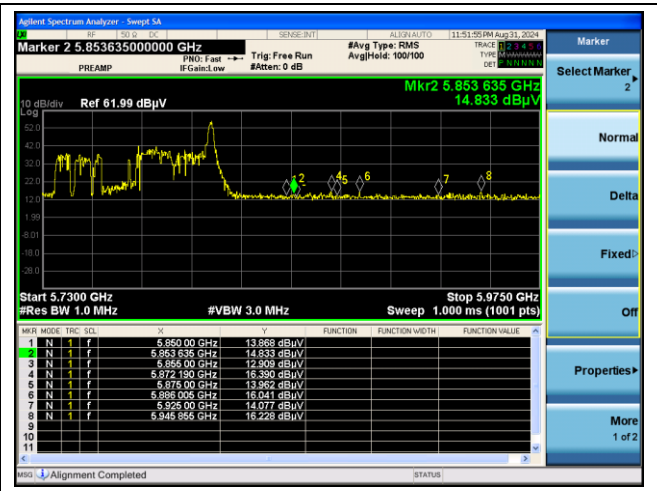 Agilent Spectrum Analyzer - Swept SA
RF 50 Ω DC SENSE:INT ALIGN AUTO 11:51:55 PM Aug 31, 2024
Marker 2 5.853635000000 GHz
PREAMP
PNO: Fast
IFGain:Low
Trig: Free Run
#Atten: 0 dB
#Avg Type: RMS
Avg|Hold: 100/100
TRACE 1 2 3 4 5 6
TYPE M
DET P N N N N N
Mkr2 5.853 635 GHz
14.833 dBµV
10 dB/div Ref 61.99 dBµV
Log
52.0
42.0
32.0
22.0
12.0
1.99
-8.01
-18.0
-28.0
1 2 4 5 6 7 8
Start 5.7300 GHz Stop 5.9750 GHz
#Res BW 1.0 MHz #VBW 3.0 MHz Sweep 1.000 ms (1001 pts)
MKR MODE TRC SCL X Y FUNCTION FUNCTION WIDTH FUNCTION VALUE
1 N 1 f 5.850 00 GHz 13.868 dBµV
2 N 1 f 5.853 635 GHz 14.833 dBµV
3 N 1 f 5.855 00 GHz 12.909 dBµV
4 N 1 f 5.872 190 GHz 16.390 dBµV
5 N 1 f 5.875 00 GHz 13.962 dBµV
6 N 1 f 5.886 005 GHz 16.041 dBµV
7 N 1 f 5.925 00 GHz 14.077 dBµV
8 N 1 f 5.945 855 GHz 16.228 dBµV
9
10
11
MSG Alignment Completed STATUS
Marker
Select Marker
2
Normal
Delta
Fixed
Off
Properties
More
1 of 2